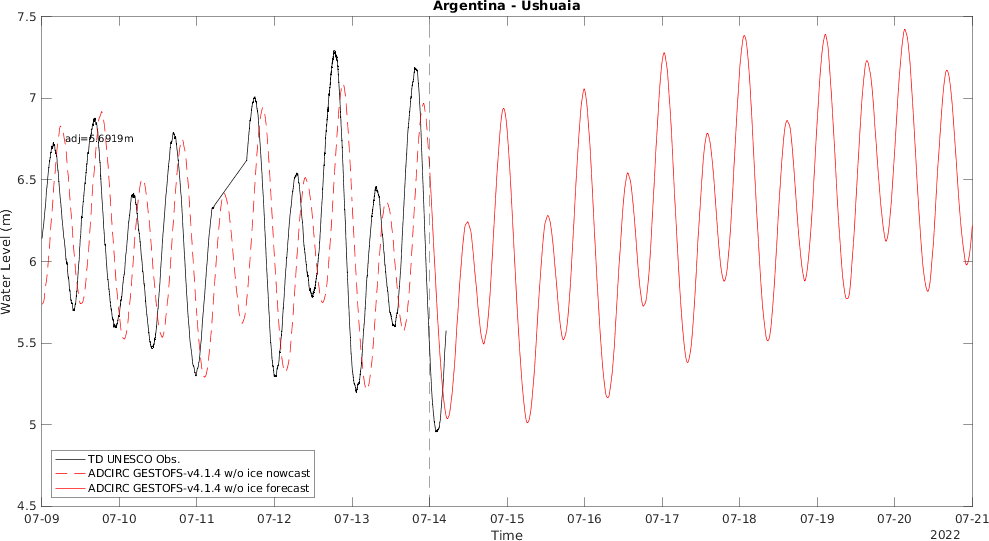 Argentina - Ushuaia
7.5
7
6.5
6
5.5
5
4.5
Water Level (m)
adj=5.6919m
TD UNESCO Obs.
ADCIRC GESTOFS-v4.1.4 w/o ice nowcast
ADCIRC GESTOFS-v4.1.4 w/o ice forecast
07-09 07-10 07-11 07-12 07-13 07-14 07-15 07-16 07-17 07-18 07-19 07-20 07-21
Time
2022